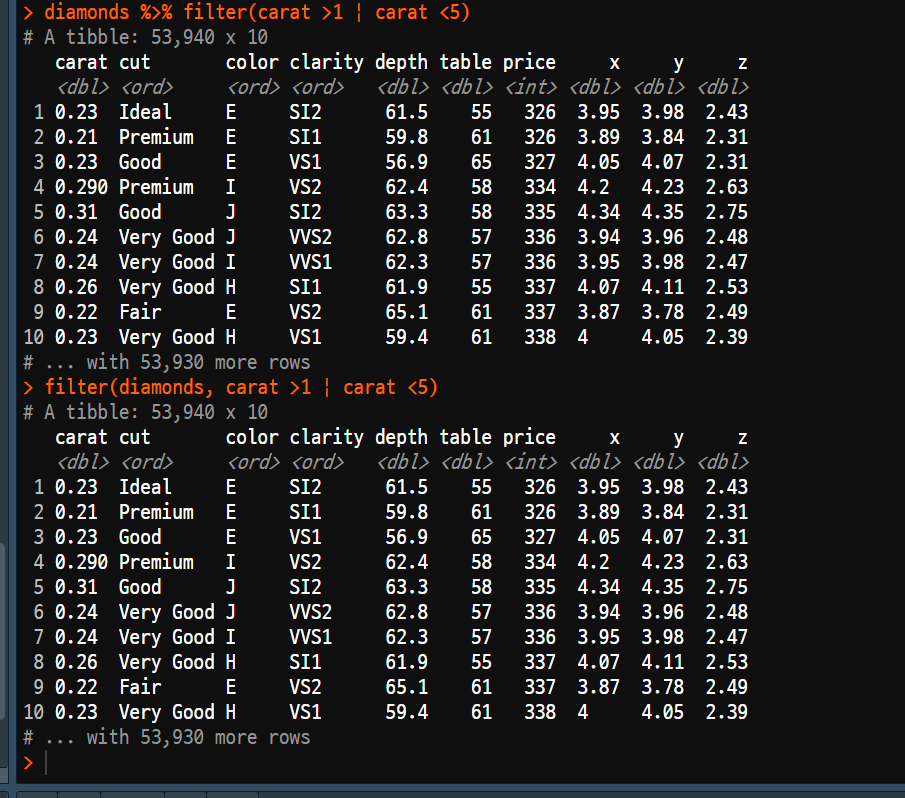 > diamonds %>% filter(carat >1 | carat <5)
# A tibble: 53,940 x 10
   carat cut       color clarity depth table price     x     y     z
   <dbl> <ord>     <ord> <ord>   <dbl> <dbl> <int> <dbl> <dbl> <dbl>
 1 0.23  Ideal     E     SI2      61.5    55   326  3.95  3.98  2.43
 2 0.21  Premium   E     SI1      59.8    61   326  3.89  3.84  2.31
 3 0.23  Good      E     VS1      56.9    65   327  4.05  4.07  2.31
 4 0.290 Premium   I     VS2      62.4    58   334  4.2   4.23  2.63
 5 0.31  Good      J     SI2      63.3    58   335  4.34  4.35  2.75
 6 0.24  Very Good J     VVS2     62.8    57   336  3.94  3.96  2.48
 7 0.24  Very Good I     VVS1     62.3    57   336  3.95  3.98  2.47
 8 0.26  Very Good H     SI1      61.9    55   337  4.07  4.11  2.53
 9 0.22  Fair      E     VS2      65.1    61   337  3.87  3.78  2.49
10 0.23  Very Good H     VS1      59.4    61   338  4     4.05  2.39
# ... with 53,930 more rows
> filter(diamonds, carat >1 | carat <5)
# A tibble: 53,940 x 10
   carat cut       color clarity depth table price     x     y     z
   <dbl> <ord>     <ord> <ord>   <dbl> <dbl> <int> <dbl> <dbl> <dbl>
 1 0.23  Ideal     E     SI2      61.5    55   326  3.95  3.98  2.43
 2 0.21  Premium   E     SI1      59.8    61   326  3.89  3.84  2.31
 3 0.23  Good      E     VS1      56.9    65   327  4.05  4.07  2.31
 4 0.290 Premium   I     VS2      62.4    58   334  4.2   4.23  2.63
 5 0.31  Good      J     SI2      63.3    58   335  4.34  4.35  2.75
 6 0.24  Very Good J     VVS2     62.8    57   336  3.94  3.96  2.48
 7 0.24  Very Good I     VVS1     62.3    57   336  3.95  3.98  2.47
 8 0.26  Very Good H     SI1      61.9    55   337  4.07  4.11  2.53
 9 0.22  Fair      E     VS2      65.1    61   337  3.87  3.78  2.49
10 0.23  Very Good H     VS1      59.4    61   338  4     4.05  2.39
# ... with 53,930 more rows
>